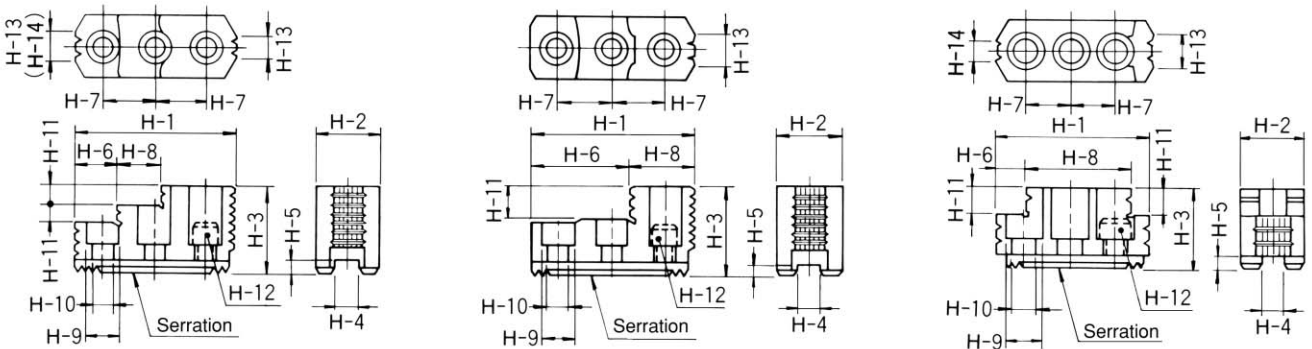 H-13
(H-14)
H-13
H-7
H-7
H-1
H-2
H-6
H-8
H-11
H-11
H-5
H-3
H-10
H-9
H-12
H-4
Serration
H-13
H-7
H-7
H-1
H-2
H-6
H-8
H-11
H-5
H-3
H-10
H-9
H-12
H-4
Serration
H-14
H-13
H-7
H-7
H-1
H-2
H-6
H-8
H-11
H-11
H-5
H-3
H-10
H-9
H-12
H-4
Serration